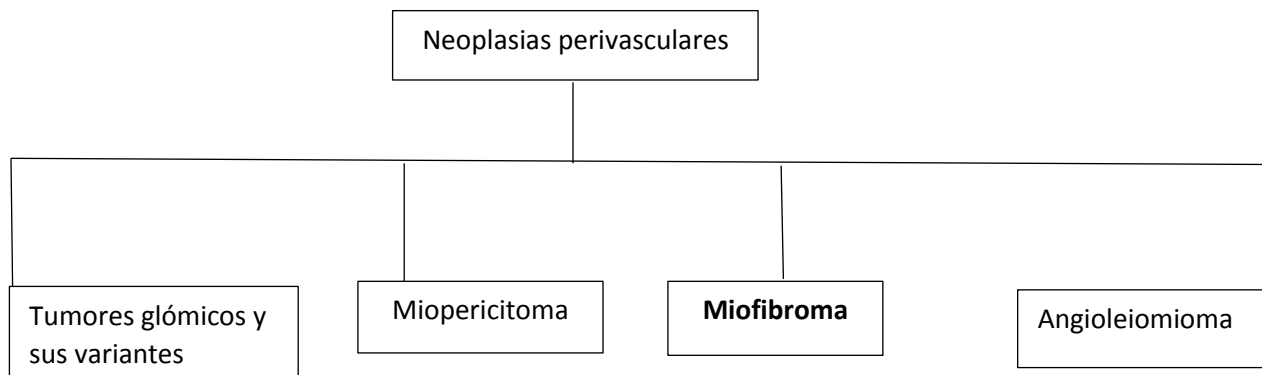 Neoplasias perivasculares
Tumores glómicos y
sus variantes
Miopericitoma
Miofibroma
Angioleiomioma